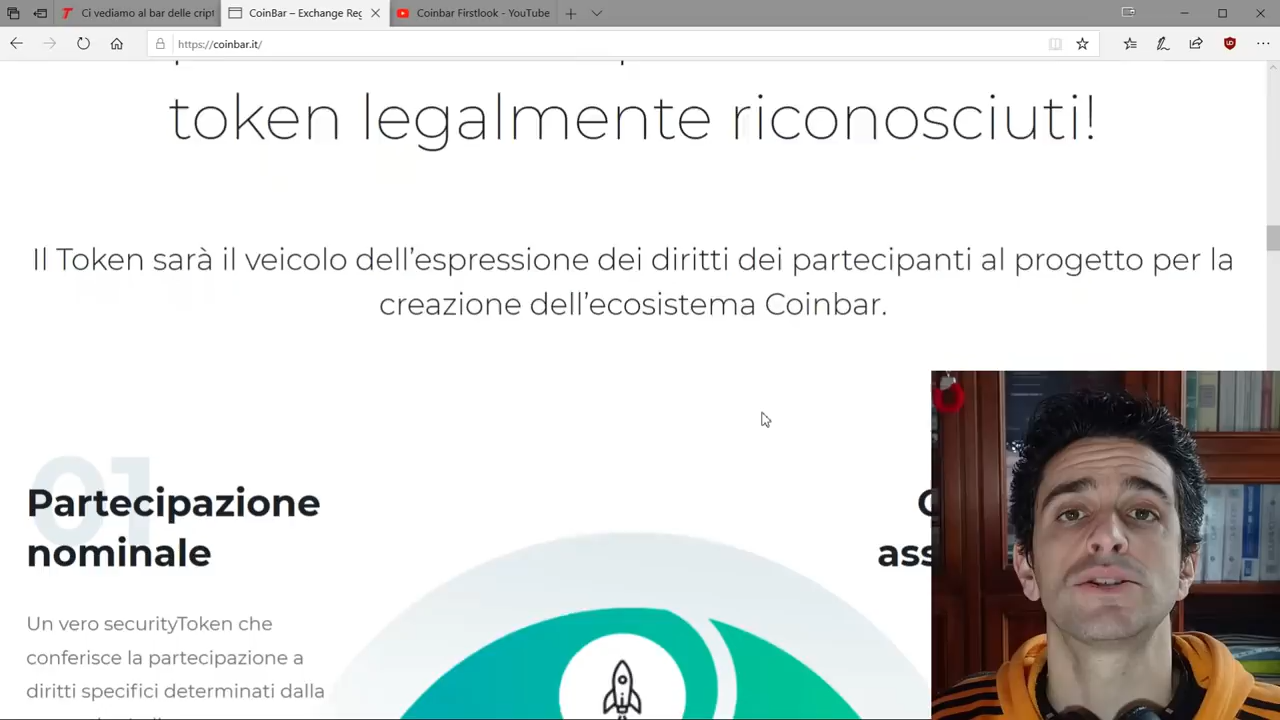 Ci vediamo al bar delle cript
CoinBar – Exchange Reg
Coinbar Firstlook - YouTube
https://coinbar.it/
token legalmente riconosciuti!
Il Token sarà il veicolo dell'espressione dei diritti dei partecipanti al progetto per la
creazione dell'ecosistema Coinbar.
01
Partecipazione
nominale
ass
Un vero securityToken che
conferisce la partecipazione a
diritti specifici determinati dalla